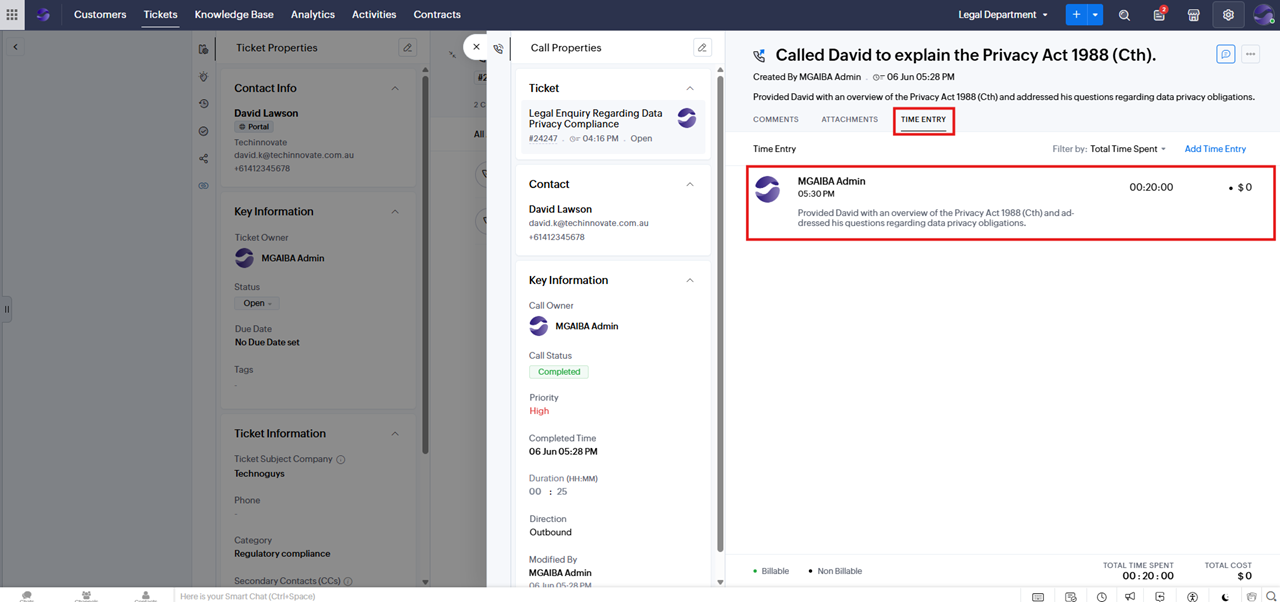 Customers
Tickets
Knowledge Base
Analytics
Activities
Contracts
Legal Department
2
Ticket Properties
Contact Info
David Lawson
Portal
Techinnovate
david.k@techinnovate.com.au
+61412345678
Key Information
Ticket Owner
MGAIBA Admin
Status
Open
Due Date
No Due Date set
Tags
-
Ticket Information
Ticket Subject Company
Technoguys
Phone
-
Category
Regulatory compliance
Secondary Contacts (CCs)
All
Call Properties
Ticket
Legal Enquiry Regarding Data
Privacy Compliance
#24247 . 04:16 PM . Open
Contact
David Lawson
david.k@techinnovate.com.au
+61412345678
Key Information
Call Owner
MGAIBA Admin
Call Status
Completed
Priority
High
Completed Time
06 Jun 05:28 PM
Duration (HH:MM)
00 : 25
Direction
Outbound
Modified By
MGAIBA Admin
06 Jun 05:28 PM
Called David to explain the Privacy Act 1988 (Cth).
Created By MGAIBA Admin . 06 Jun 05:28 PM
Provided David with an overview of the Privacy Act 1988 (Cth) and addressed his questions regarding data privacy obligations.
COMMENTS
ATTACHMENTS
TIME ENTRY
Time Entry
Filter by: Total Time Spent
Add Time Entry
MGAIBA Admin
05:30 PM
00:20:00
• $ 0
Provided David with an overview of the Privacy Act 1988 (Cth) and ad-
dressed his questions regarding data privacy obligations.
• Billable
• Non Billable
TOTAL TIME SPENT
00 : 20 : 00
TOTAL COST
$ 0
Here is your Smart Chat (Ctrl+Space)